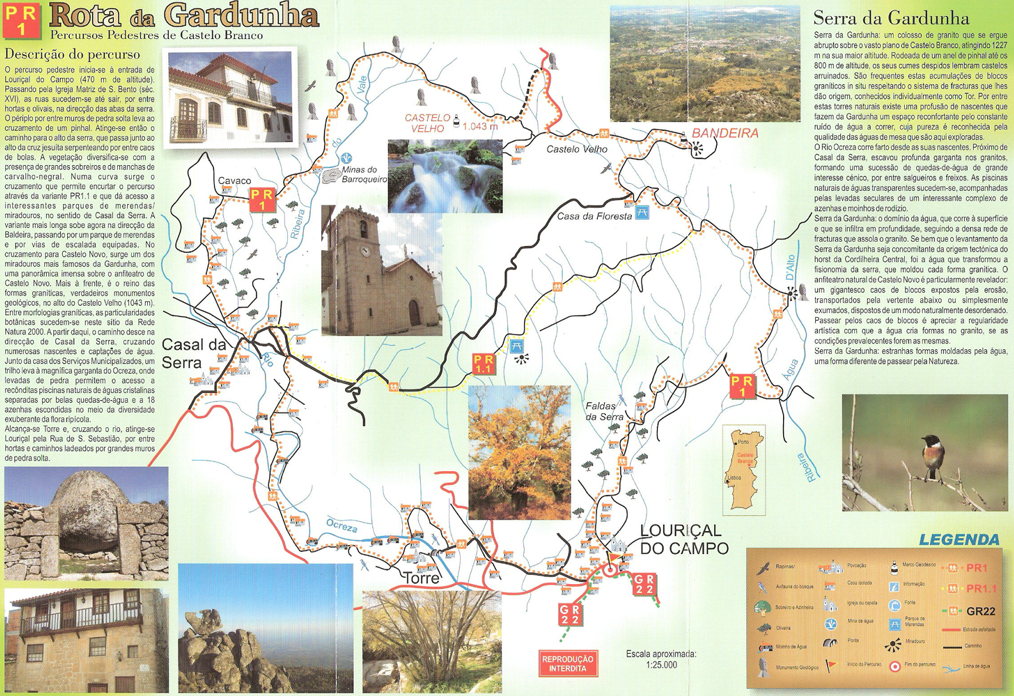 PR
1
Rota da Gardunha
Percursos Pedestres de Castelo Branco
Descrição do percurso
O percurso pedestre inicia-se à entrada de
Louriçal do Campo (470 m de altitude).
Passando pela Igreja Matriz de S. Bento (séc.
XVI), as ruas sucedem-se até sair, por entre
hortas e olivais, na direcção das abas da serra.
O périplo por entre muros de pedra solta leva ao
cruzamento de um pinhal. Atinge-se então o
caminho para o alto da serra, que passa junto ao
alto da cruz jesuíta serpenteando por entre caos
de bolas. A vegetação diversifica-se com a
presença de grandes sobreiros e de manchas de
carvalho-negral. Numa curva surge o
cruzamento que permite encurtar o percurso
através da variante PR1.1 e que dá acesso a
interessantes parques de merendas/
miradouros, no sentido de Casal da Serra. A
variante mais longa sobe agora na direcção da
Baldeira, passando por um parque de merendas
e por vias de escalada equipadas. No
cruzamento para Castelo Novo, surge um dos
miradouros mais famosos da Gardunha, com
uma panorâmica imensa sobre o anfiteatro de
Castelo Novo. Mais à frente, é o reino das
formas graníticas, verdadeiros monumentos
geológicos, no alto do Castelo Velho (1043 m).
Entre morfologias graníticas, as particularidades
botânicas sucedem-se neste sítio da Rede
Natura 2000. A partir daqui, o caminho desce na
direcção de Casal da Serra, cruzando
numerosas nascentes e captações de água.
Junto da casa dos Serviços Municipalizados, um
trilho leva à magnífica garganta do Ocreza, onde
levadas de pedra permitem o acesso a
recônditas piscinas naturais de águas cristalinas
separadas por belas quedas-de-água e a 18
azenhas escondidas no meio da diversidade
exuberante da flora ripícola.
Alcança-se Torre e, cruzando o rio, atinge-se
Louriçal pela Rua de S. Sebastião, por entre
hortas e caminhos ladeados por grandes muros
de pedra solta.
Serra da Gardunha
Serra da Gardunha: um colosso de granito que se ergue
abrupto sobre o vasto plano de Castelo Branco, atingindo 1227
m na sua maior altitude. Rodeada de um anel de pinhal até os
800 m de altitude, os seus cumes despidos lembram castelos
arruinados. São frequentes estas acumulações de blocos
graníticos in situ respeitando o sistema de fracturas que lhes
dão origem, conhecidos individualmente como Tor. Por entre
estas torres naturais existe uma profusão de nascentes que
fazem da Gardunha um espaço reconfortante pelo constante
ruído de água a correr, cuja pureza é reconhecida pela
qualidade das águas de mesa que são aqui exploradas.
O Rio Ocreza corre farto desde as suas nascentes. Próximo de
Casal da Serra, escavou profunda garganta nos granitos,
formando uma sucessão de quedas-de-água de grande
interesse cénico, por entre salgueiros e freixos. As piscinas
naturais de águas transparentes sucedem-se, acompanhadas
pelas levadas seculares de um interessante complexo de
azenhas e moinhos de rodízio.
Serra da Gardunha: o domínio da água, que corre à superfície
e que se infiltra em profundidade, seguindo a densa rede de
fracturas que assola o granito. Se bem que o levantamento da
Serra da Gardunha seja concomitante da origem tectónica do
horst da Cordilheira Central, foi a água que transformou a
fisionomia da serra, que moldou cada forma granítica. O
anfiteatro natural de Castelo Novo é particularmente revelador:
um gigantesco caos de blocos expostos pela erosão,
transportados pela vertente abaixo ou simplesmente
exumados, dispostos de um modo naturalmente desordenado.
Passear pelos caos de blocos é apreciar a regularidade
artística com que a água cria formas no granito, se as
condições prevalecentes forem as mesmas.
Serra da Gardunha: estranhas formas moldadas pela água,
uma forma diferente de passear pela Natureza.
CASTELO
VELHO
1.043 m
BANDEIRA
Castelo Velho
Ribeira do Vale
Minas do
Barroqueiro
Cavaco
PR
1
Casa da Floresta
D'Alto
Água
Ribeira
Casal da
Serra
Rio
PR
1.1
PR
1
Faldas
da Serra
Porto
Castelo
Branco
Lisboa
Ocreza
Torre
LOURIÇAL
DO CAMPO
GR
22
GR
22
REPRODUÇÃO
INTERDITA
Escala aproximada:
1:25.000
LEGENDA
Rapinas
Avifauna do bosque
Sobreiro e Azinheira
Oliveira
Moinho de Água
Monumento Geológico
Povoação
Casa isolada
Igreja ou capela
Mina de água
Ponte
Início do Percurso
Marco Geodésico
Informação
Fonte
Parque de
Merendas
Miradouro
Fim do percurso
PR1
PR1.1
GR22
Estrada asfaltada
Caminho
Linha de água